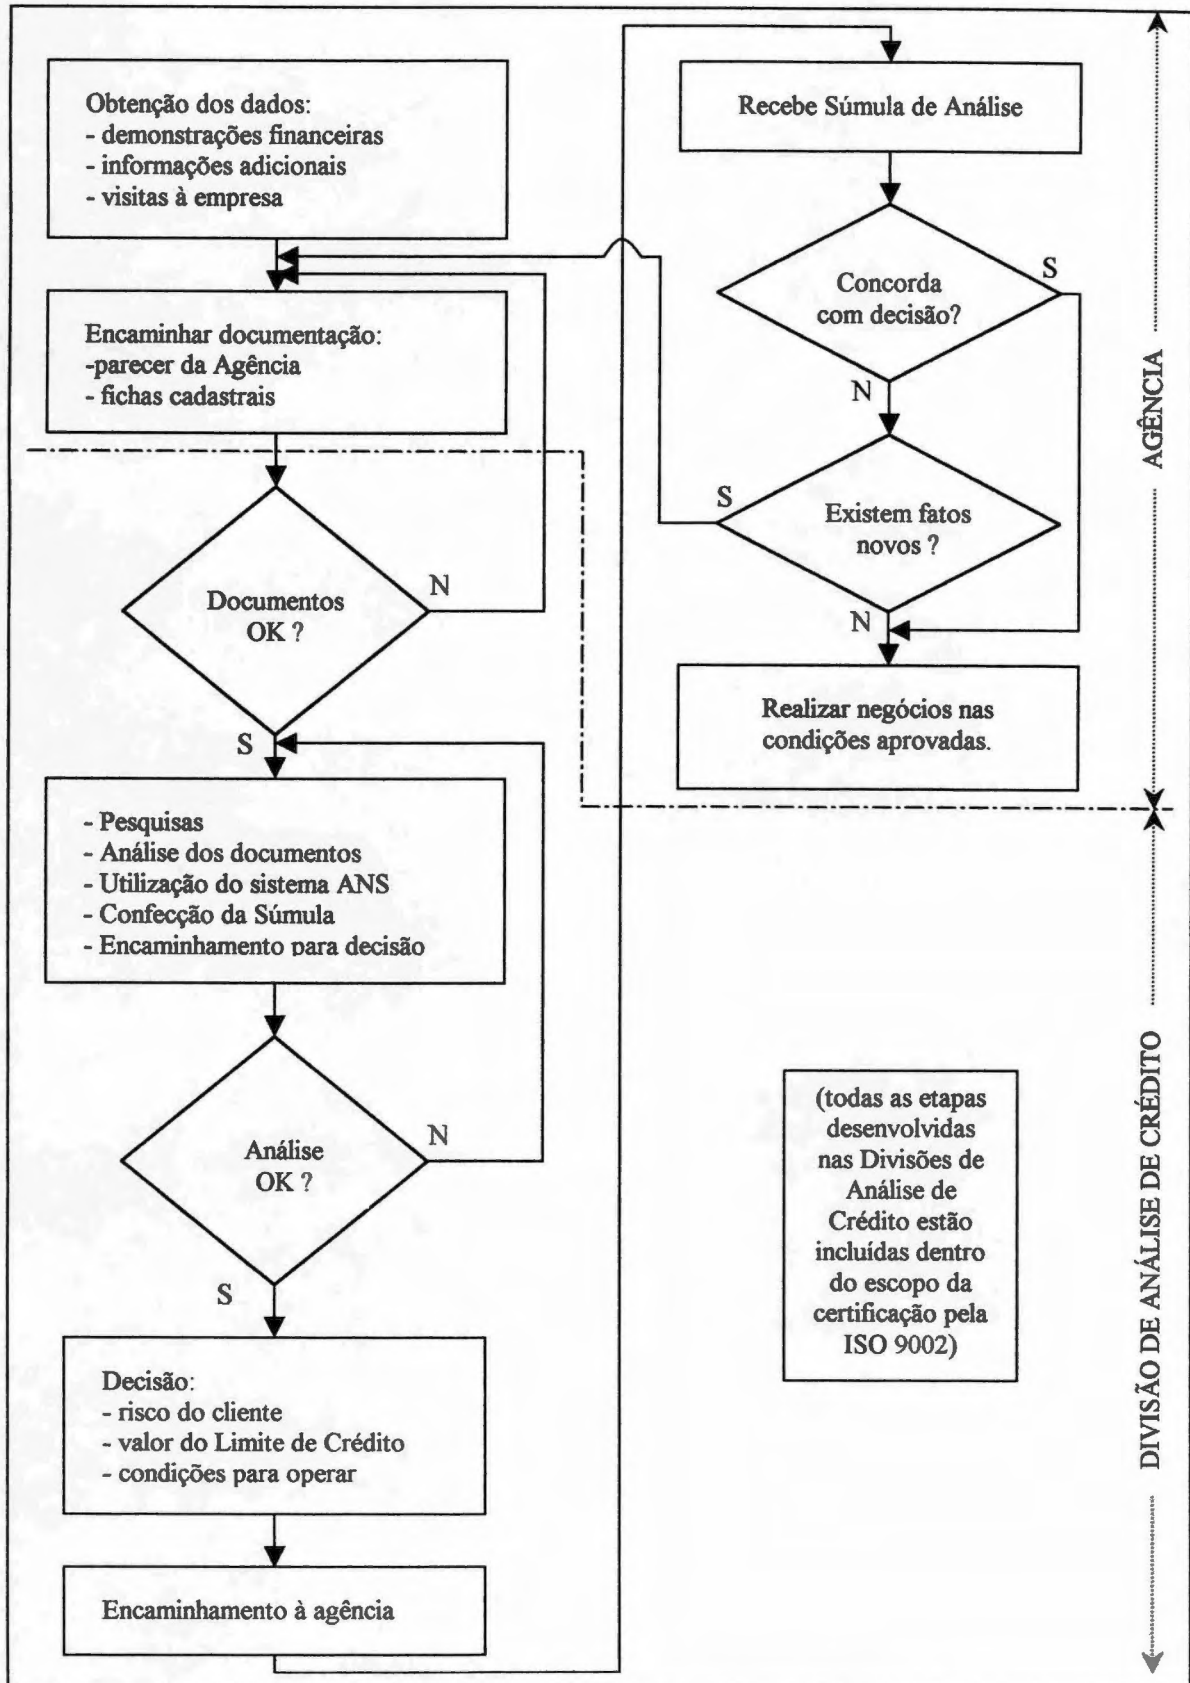 Obtenção dos dados:
- demonstrações financeiras
- informações adicionais
- visitas à empresa
Encaminhar documentação:
-parecer da Agência
- fichas cadastrais
Documentos
OK ?
N
S
- Pesquisas
- Análise dos documentos
- Utilização do sistema ANS
- Confecção da Súmula
- Encaminhamento para decisão
Análise
OK ?
N
S
Decisão:
- risco do cliente
- valor do Limite de Crédito
- condições para operar
Encaminhamento à agência
Recebe Súmula de Análise
Concorda
com decisão?
S
N
Existem fatos
novos ?
S
N
Realizar negócios nas
condições aprovadas.
(todas as etapas
desenvolvidas
nas Divisões de
Análise de
Crédito estão
incluídas dentro
do escopo da
certificação pela
ISO 9002)
AGÊNCIA
DIVISÃO DE ANÁLISE DE CRÉDITO